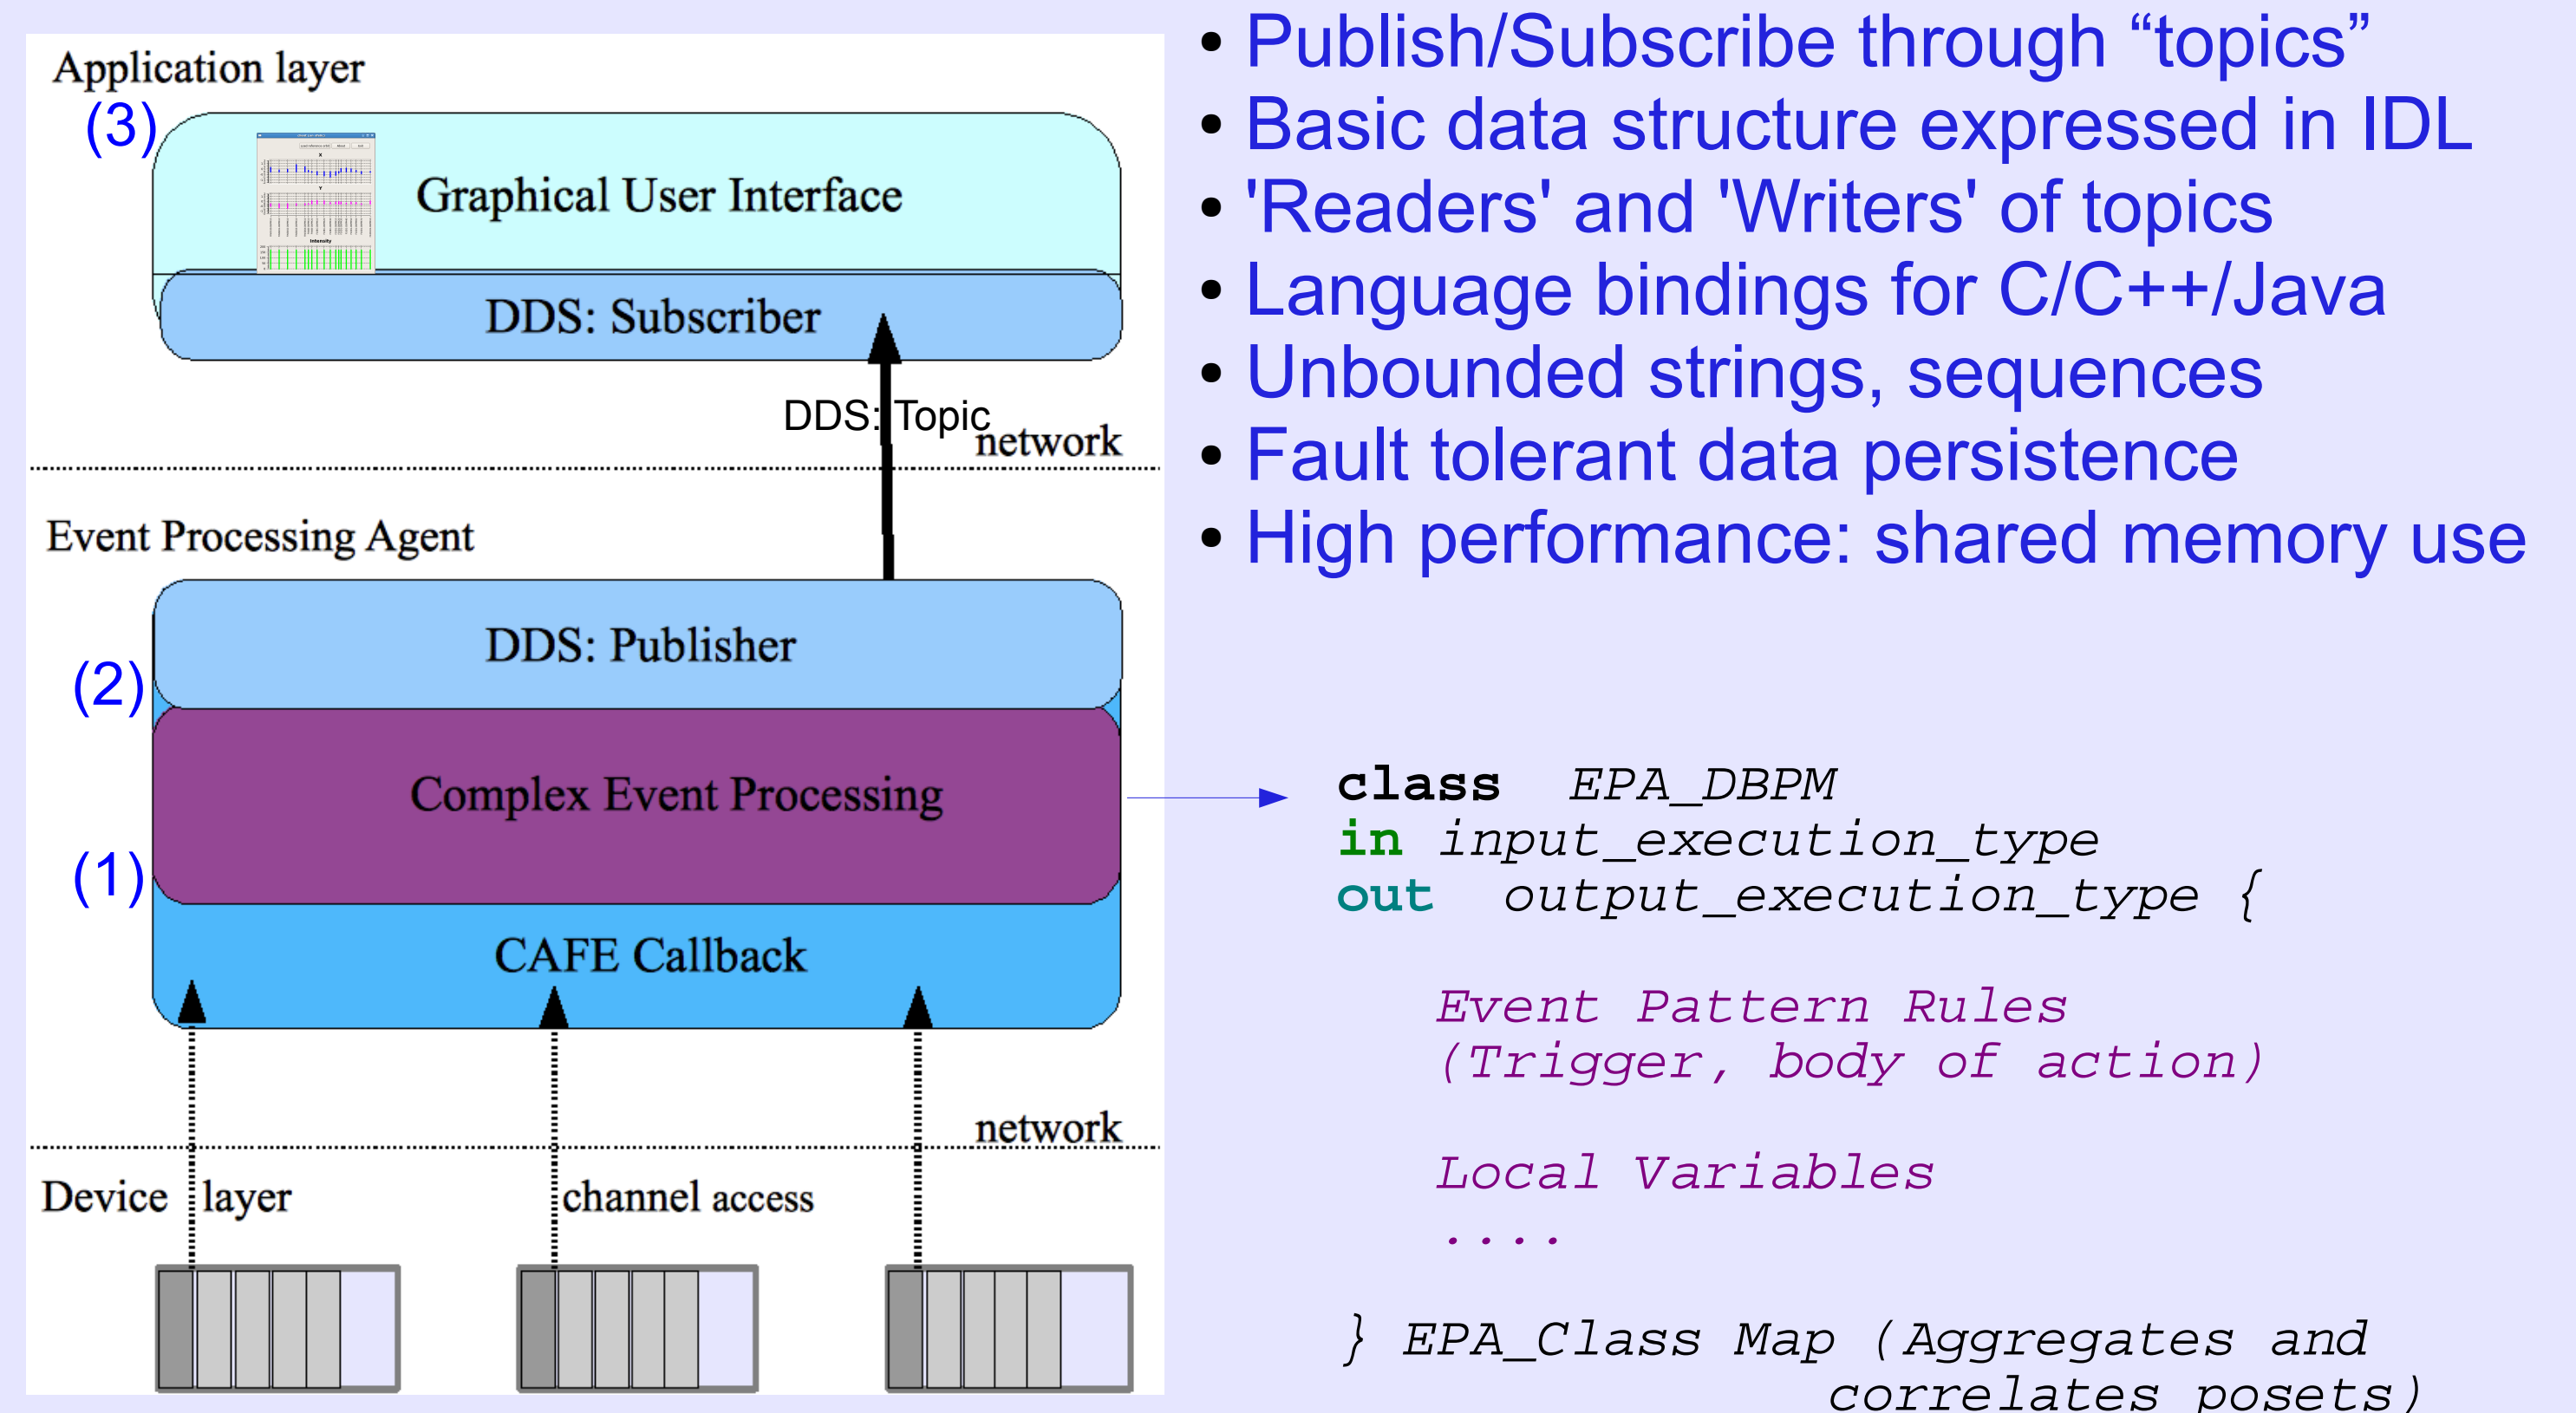 Application layer
(3)
X
Y
Intensity
Graphical User Interface
DDS: Subscriber
DDS: Topic
network
Event Processing Agent
DDS: Publisher
(2)
Complex Event Processing
(1)
CAFE Callback
network
Device layer
channel access
• Publish/Subscribe through “topics”
• Basic data structure expressed in IDL
• 'Readers' and 'Writers' of topics
• Language bindings for C/C++/Java
• Unbounded strings, sequences
• Fault tolerant data persistence
• High performance: shared memory use
class EPA_DBPM
in input_execution_type
out output_execution_type {
Event Pattern Rules
(Trigger, body of action)
Local Variables
....
} EPA_Class Map (Aggregates and
correlates posets)